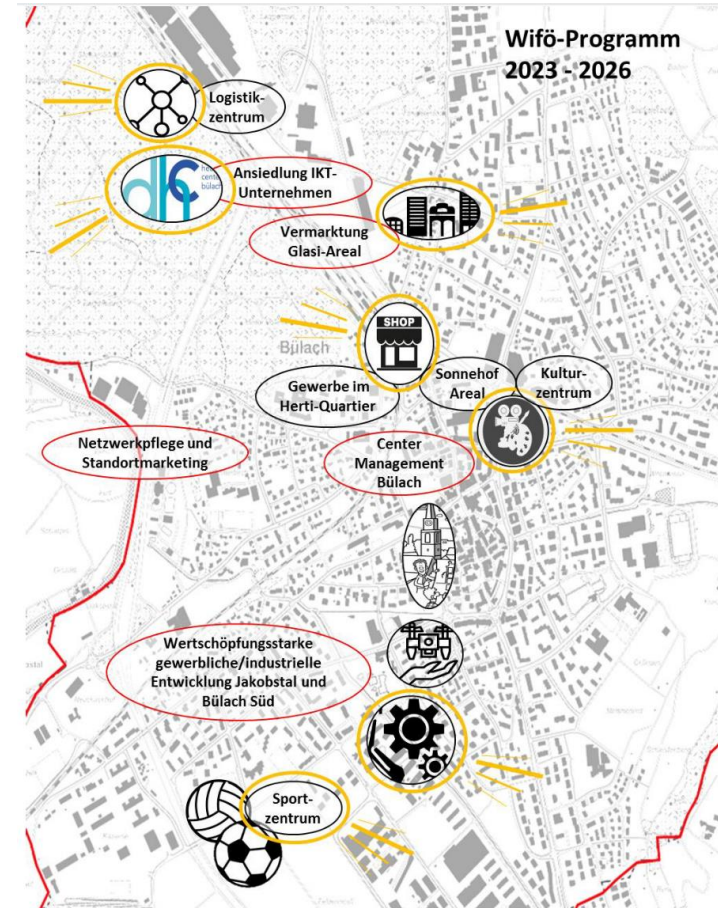 Wifö-Programm
2023 - 2026
Logistik-
zentrum
dhc
Ansiedlung IKT-
Unternehmen
Vermarktung
Glasi-Areal
SHOP
Bülach
Gewerbe im
Herti-Quartier
Sonnehof
Areal
Kultur-
zentrum
Netzwerkpflege und
Standortmarketing
Center
Management
Bülach
Wertschöpfungsstarke
gewerbliche/industrielle
Entwicklung Jakobstal und
Bülach Süd
Sport-
zentrum